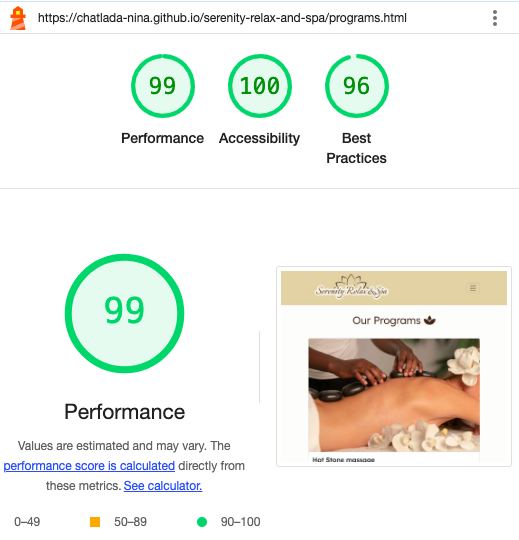 https://chatlada-nina.github.io/serenity-relax-and-spa/programs.html
99
100
96
Performance
Accessibility
Best
Practices
99
Performance
Values are estimated and may vary. The
performance score is calculated directly from
these metrics. See calculator.
0–49
50–89
90–100
Serenity Relax & Spa
Our Programs
Hot Stone massage